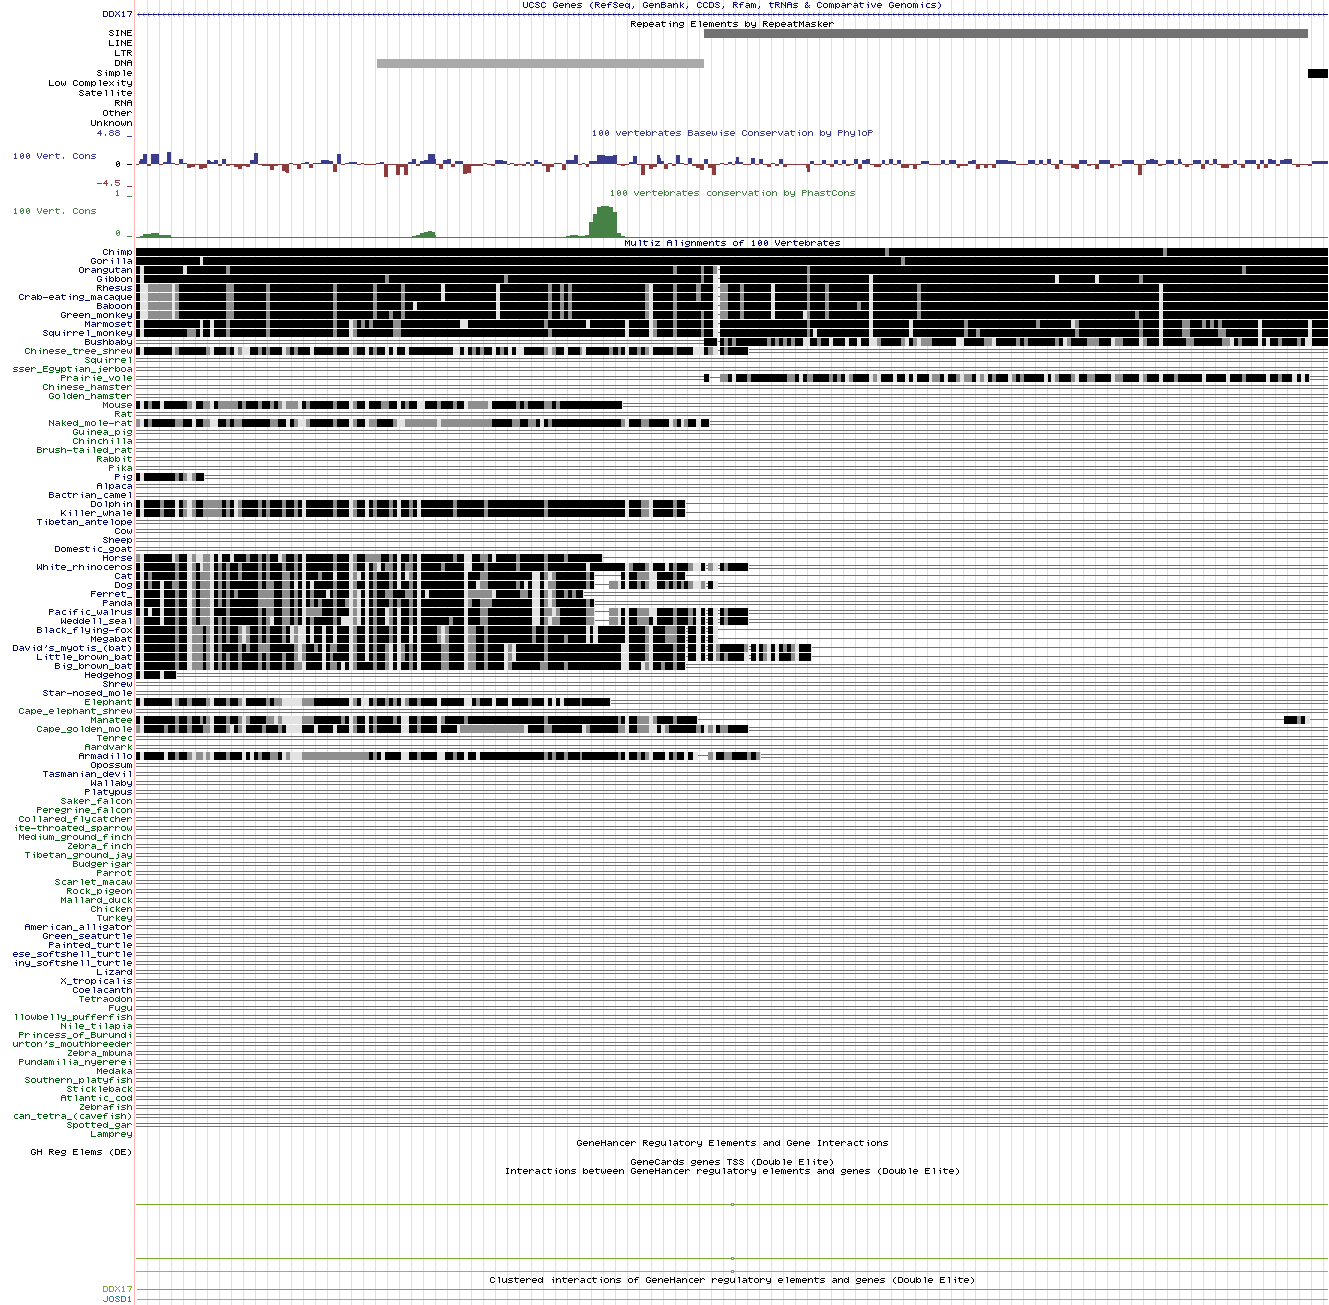 UCSC Genes (RefSeq, GenBank, CCDS, Rfam, tRNAs & Comparative Genomics)
DDX17
Repeating Elements by RepeatMasker
SINE
LINE
LTR
DNA
Simple
Low Complexity
Satellite
RNA
Other
Unknown
4.88 _
100 vertebrates Basewise Conservation by PhyloP
100 Vert. Cons
0 _
-4.5 _
1 _
100 vertebrates conservation by PhastCons
100 Vert. Cons
0 _
Multiz Alignments of 100 Vertebrates
Chimp
Gorilla
Orangutan
Gibbon
Rhesus
Crab-eating_macaque
Baboon
Green_monkey
Marmoset
Squirrel_monkey
Bushbaby
Chinese_tree_shrew
Squirrel
sser_Egyptian_jerboa
Prairie_vole
Chinese_hamster
Golden_hamster
Mouse
Rat
Naked_mole-rat
Guinea_pig
Chinchilla
Brush-tailed_rat
Rabbit
Pika
Pig
Alpaca
Bactrian_camel
Dolphin
Killer_whale
Tibetan_antelope
Cow
Sheep
Domestic_goat
Horse
White_rhinoceros
Cat
Dog
Ferret_
Panda
Pacific_walrus
Weddell_seal
Black_flying-fox
Megabat
David's_myotis_(bat)
Little_brown_bat
Big_brown_bat
Hedgehog
Shrew
Star-nosed_mole
Elephant
Cape_elephant_shrew
Manatee
Cape_golden_mole
Tenrec
Aardvark
Armadillo
Opossum
Tasmanian_devil
Wallaby
Platypus
Saker_falcon
Peregrine_falcon
Collared_flycatcher
ite-throated_sparrow
Medium_ground_finch
Zebra_finch
Tibetan_ground_jay
Budgerigar
Parrot
Scarlet_macaw
Rock_pigeon
Mallard_duck
Chicken
Turkey
American_alligator
Green_seaturtle
Painted_turtle
ese_softshell_turtle
iny_softshell_turtle
Lizard
X_tropicalis
Coelacanth
Tetraodon
Fugu
llowbelly_pufferfish
Nile_tilapia
Princess_of_Burundi
urton's_mouthbreeder
Zebra_mbuna
Pundamilia_nyererei
Medaka
Southern_platyfish
Stickleback
Atlantic_cod
Zebrafish
can_tetra_(cavefish)
Spotted_gar
Lamprey
GeneHancer Regulatory Elements and Gene Interactions
GH Reg Elems (DE)
GeneCards genes TSS (Double Elite)
Interactions between GeneHancer regulatory elements and genes (Double Elite)
Clustered interactions of GeneHancer regulatory elements and genes (Double Elite)
DDX17
JOSD1